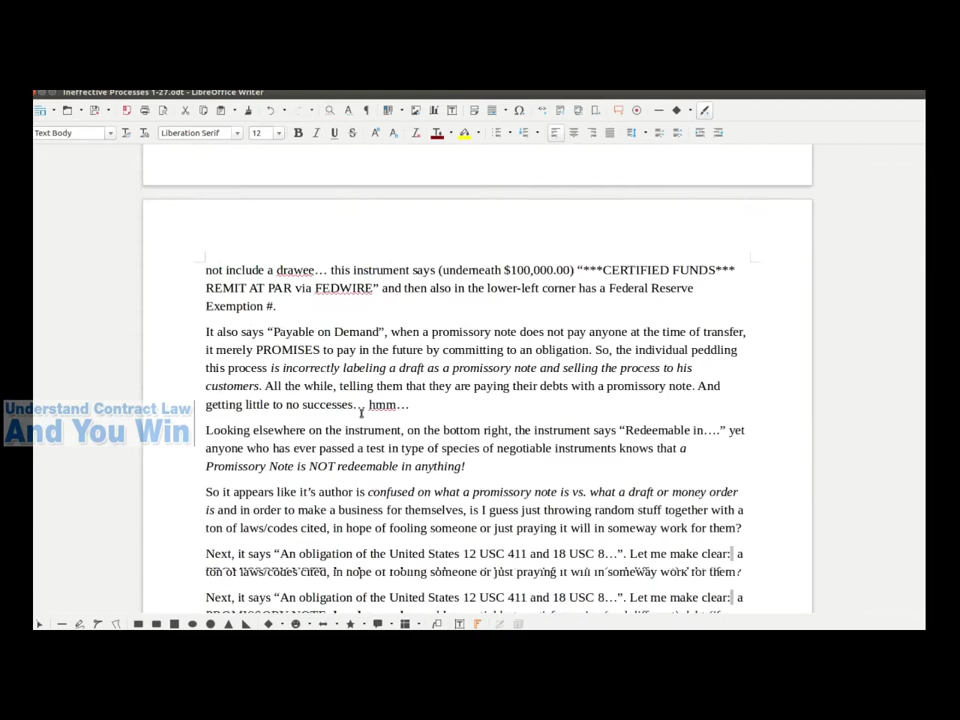 Ineffective Processes 1-27.odt - LibreOffice Writer
Text Body
Liberation Serif
12
not include a drawee… this instrument says (underneath $100,000.00) “***CERTIFIED FUNDS***
REMIT AT PAR via FEDWIRE” and then also in the lower-left corner has a Federal Reserve
Exemption #.
It also says “Payable on Demand”, when a promissory note does not pay anyone at the time of transfer,
it merely PROMISES to pay in the future by committing to an obligation. So, the individual peddling
this process is incorrectly labeling a draft as a promissory note and selling the process to his
customers. All the while, telling them that they are paying their debts with a promissory note. And
getting little to no successes… hmm…
Understand Contract Law
And You Win
Looking elsewhere on the instrument, on the bottom right, the instrument says “Redeemable in….” yet
anyone who has ever passed a test in type of species of negotiable instruments knows that a
Promissory Note is NOT redeemable in anything!
So it appears like it’s author is confused on what a promissory note is vs. what a draft or money order
is and in order to make a business for themselves, is I guess just throwing random stuff together with a
ton of laws/codes cited, in hope of fooling someone or just praying it will in someway work for them?
Next, it says “An obligation of the United States 12 USC 411 and 18 USC 8…”. Let me make clear: a
ton of laws/codes cited, in hope of fooling someone or just praying it will in someway work for them?
Next, it says “An obligation of the United States 12 USC 411 and 18 USC 8…”. Let me make clear: a